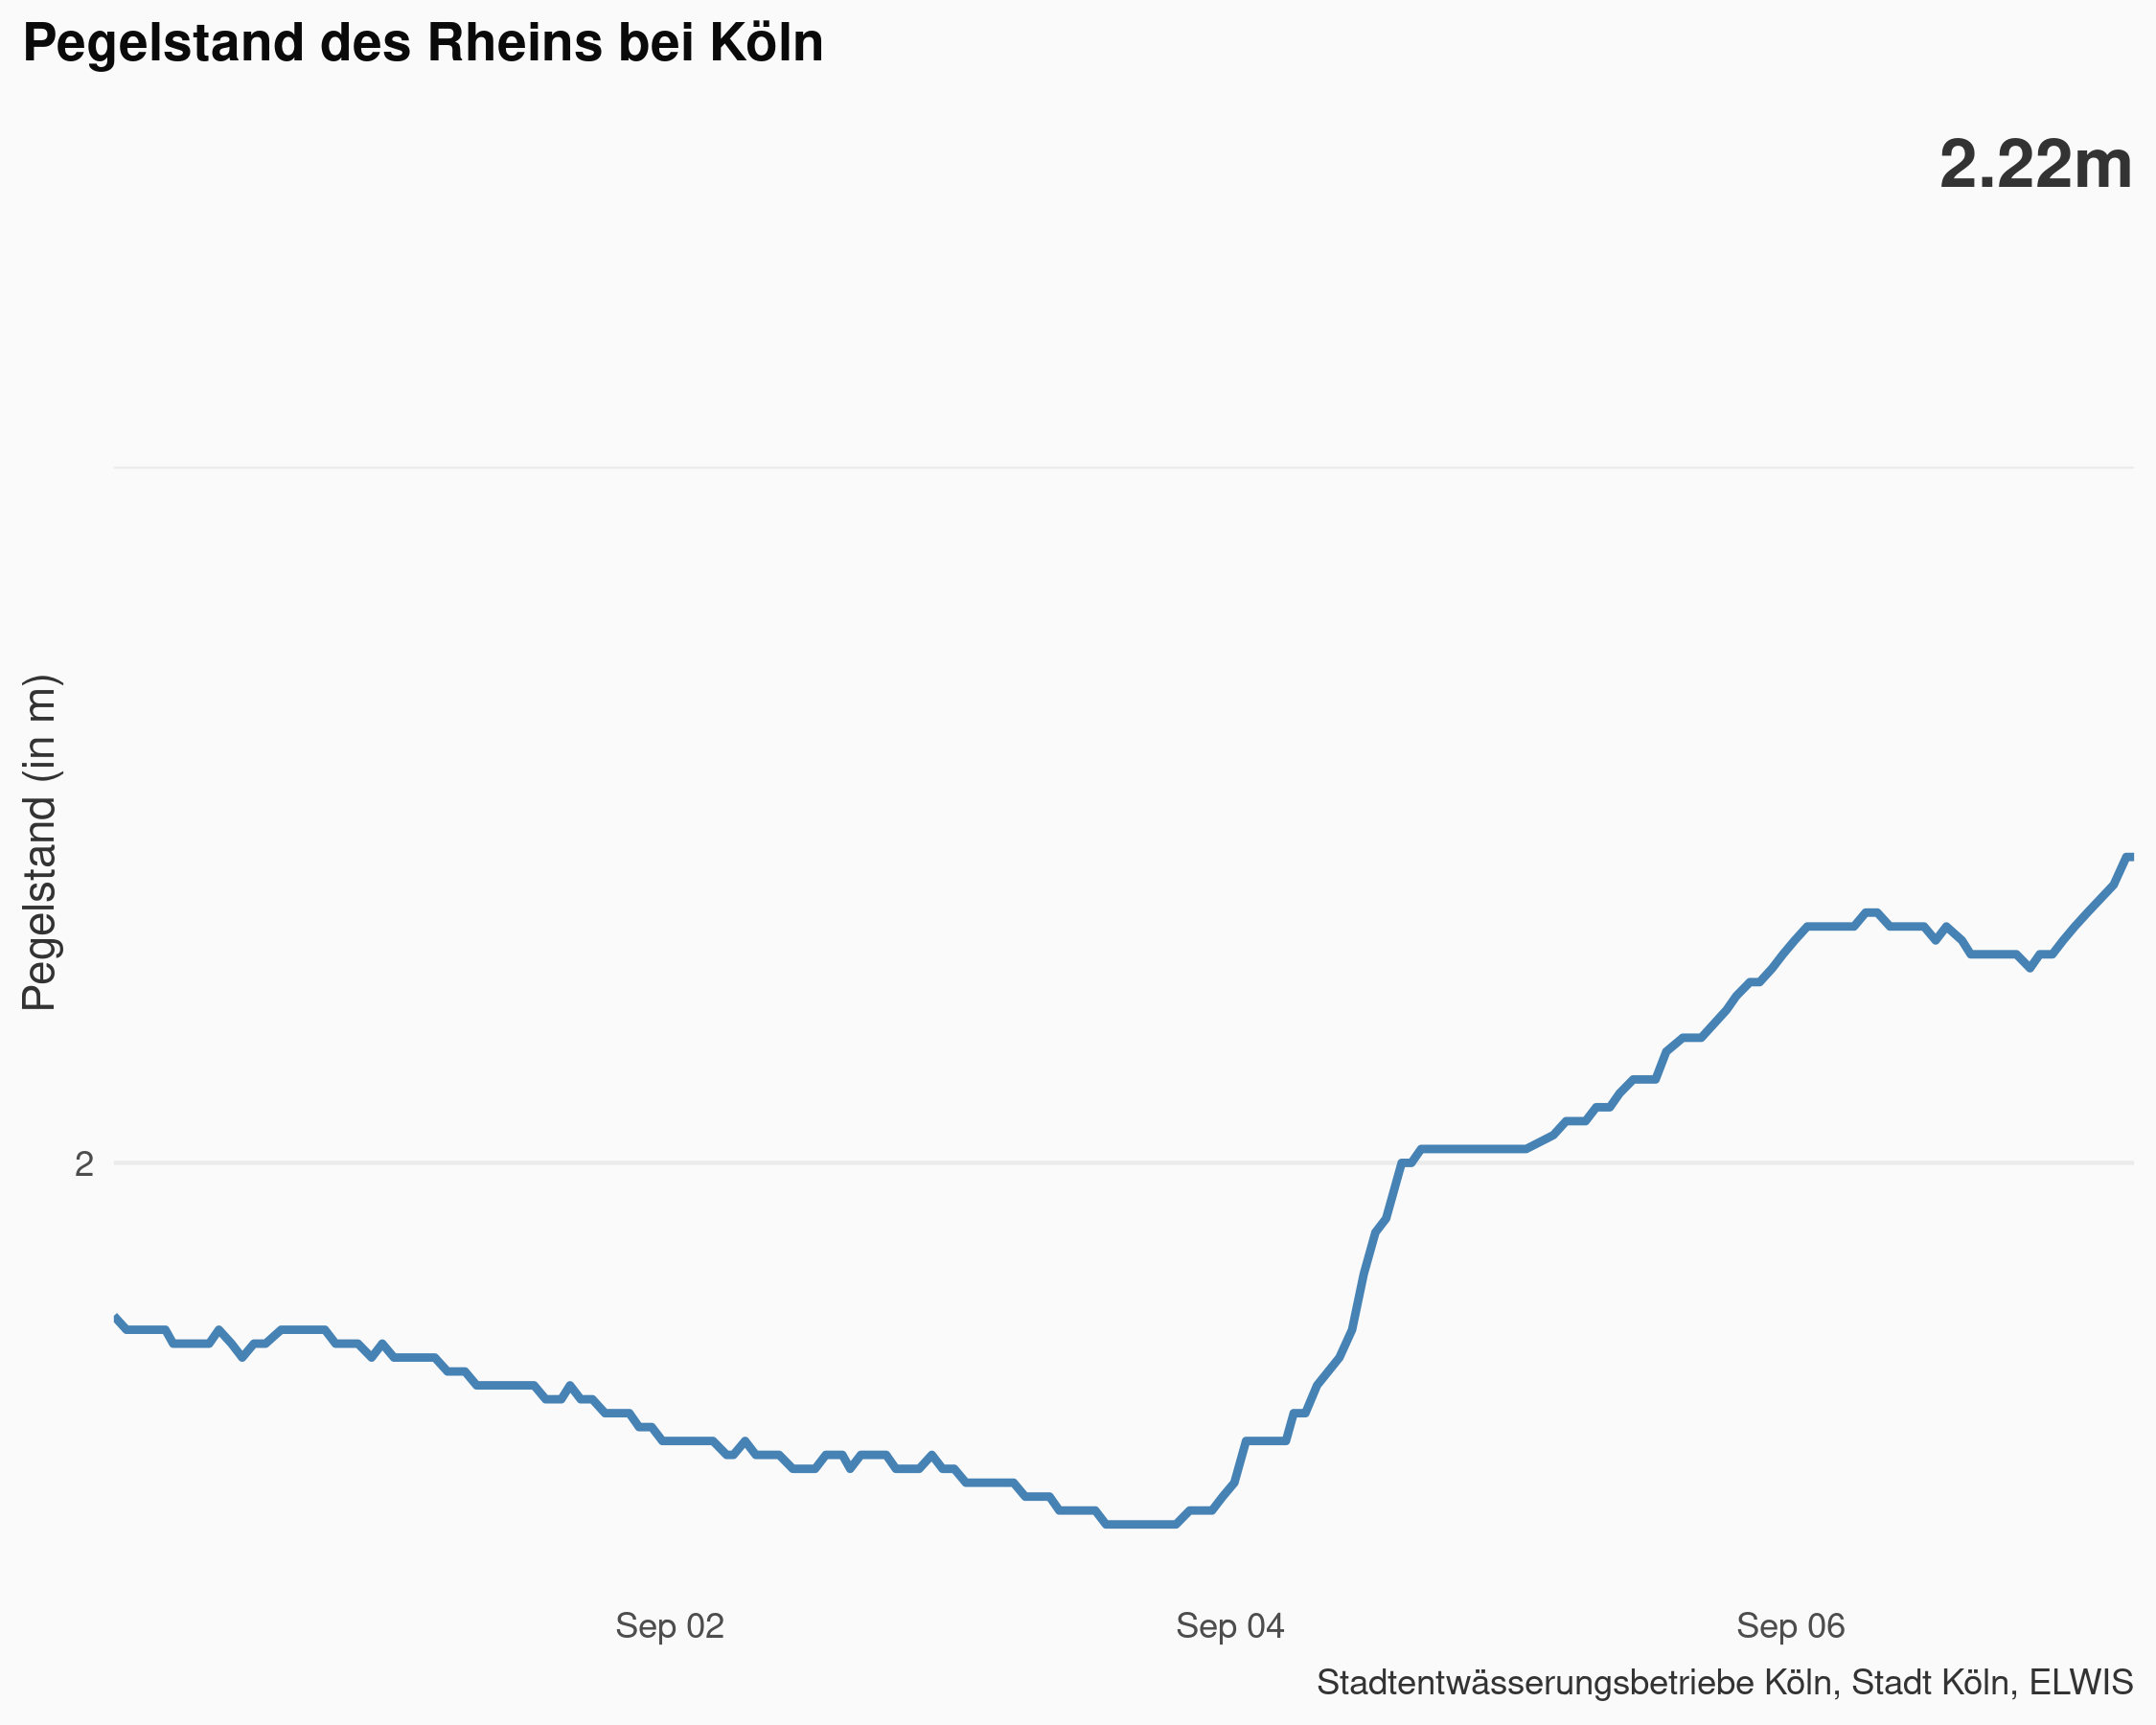 Pegelstand des Rheins bei Köln
2.22m
Pegelstand (in m)
2
Sep 02
Sep 04
Sep 06
Stadtentwässerungsbetriebe Köln, Stadt Köln, ELWIS